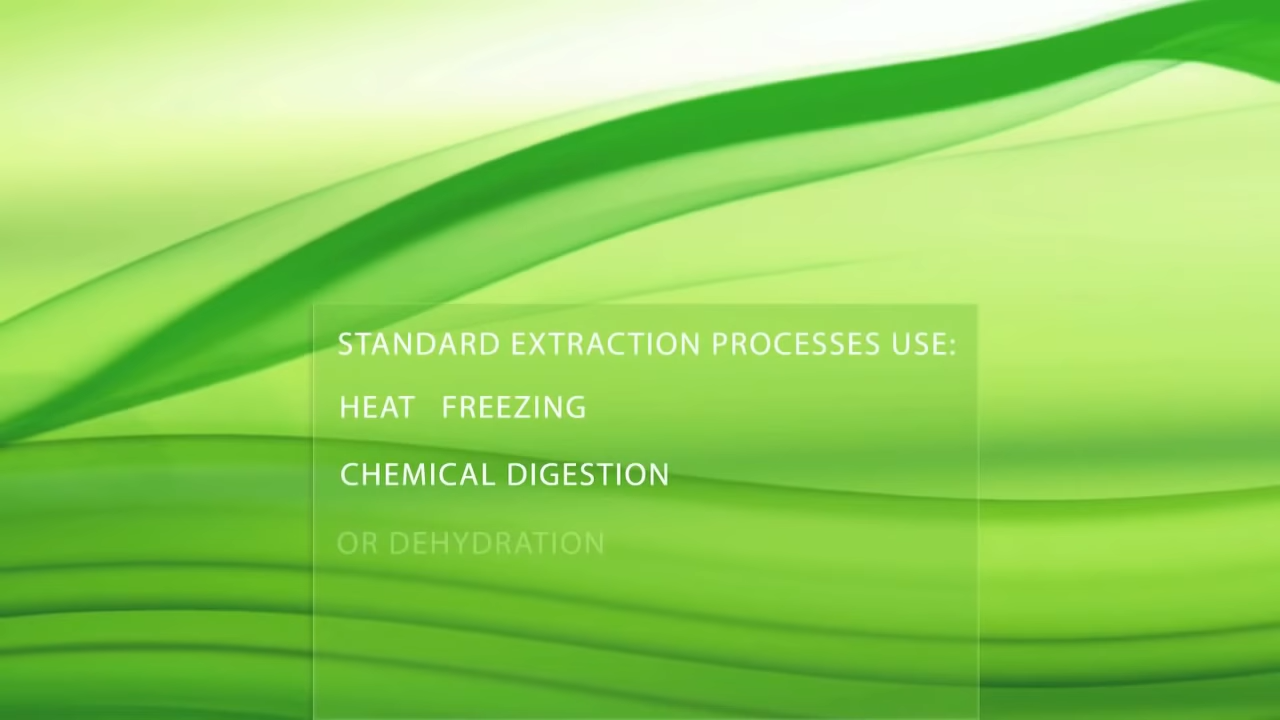 STANDARD EXTRACTION PROCESSES USE:
HEAT FREEZING
CHEMICAL DIGESTION
OR DEHYDRATION